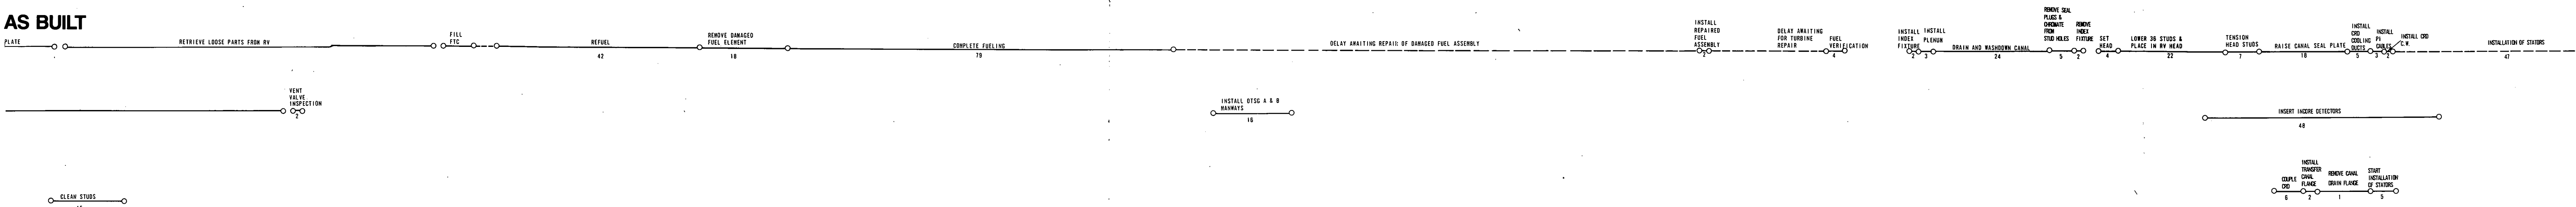 AS BUILT
PLATE
RETRIEVE LOOSE PARTS FROM RV
FILL
FTC
REFUEL
42
REMOVE DAMAGED
FUEL ELEMENT
18
COMPLETE FUELING
79
DELAY AWAITING REPAIR OF DAMAGED FUEL ASSEMBLY
INSTALL
REPAIRED
FUEL
ASSEMBLY
2
DELAY AWAITING
FOR TURBINE
REPAIR
FUEL
VERIFICATION
4
INSTALL
INDEX
FIXTURE
2
INSTALL
PLENUM
3
DRAIN AND WASHDOWN CANAL
24
REMOVE SEAL
PLUGS &
CHROMATE
FROM
STUD HOLES
5
REMOVE
INDEX
FIXTURE
2
SET
HEAD
4
LOWER 36 STUDS &
PLACE IN RV HEAD
22
TENSION
HEAD STUDS
7
RAISE CANAL SEAL PLATE
18
INSTALL
CRD
COOLING
DUCTS
5
INSTALL
PI
CABLES
3
INSTALL CRD
C.W.
2
INSTALLATION OF STATORS
47
VENT
VALVE
INSPECTION
2
INSTALL OTSG A & B
MANWAYS
16
INSERT INCORE DETECTORS
48
CLEAN STUDS
COUPLE
CRD
6
INSTALL
TRANSFER
CANAL
FLANGE
2
REMOVE CANAL
DRAIN FLANGE
1
START
INSTALLATION
OF STATORS
5